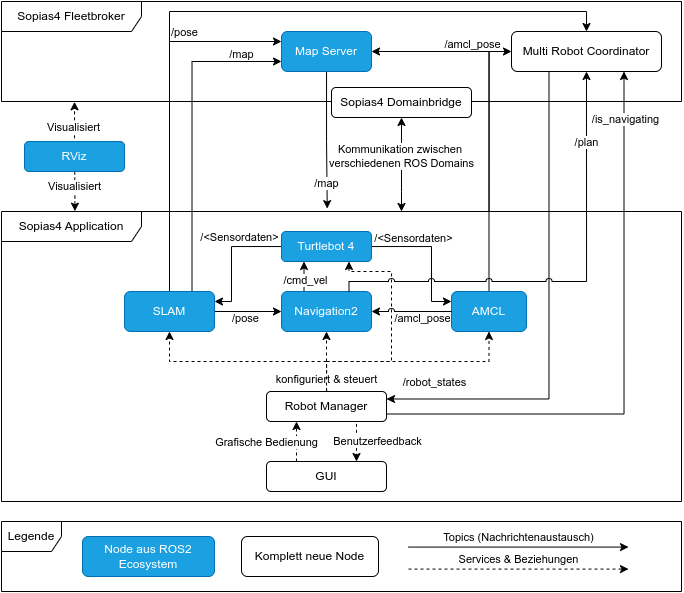 Sopias4 Fleetbroker
/pose
/map
Map Server
/amcl_pose
Multi Robot Coordinator
Sopias4 Domainbridge
Visualisiert
RViz
Visualisiert
Kommunikation zwischen
verschiedenen ROS Domains
/map
/plan
/is_navigating
Sopias4 Application
/<Sensordaten>
Turtlebot 4
/<Sensordaten>
/cmd_vel
SLAM
/pose
Navigation2
/amcl_pose
AMCL
konfiguriert & steuert
/robot_states
Robot Manager
Grafische Bedienung
Benutzerfeedback
GUI
Legende
Node aus ROS2
Ecosystem
Komplett neue Node
Topics (Nachrichtenaustausch)
Services & Beziehungen